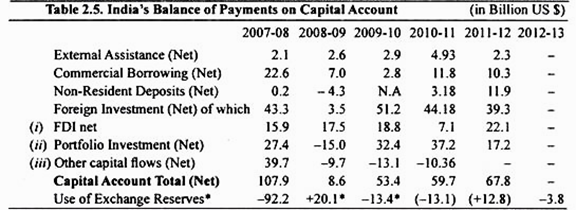 Table 2.5. India's Balance of Payments on Capital Account (in Billion US $)
2007-08 2008-09 2009-10 2010-11 2011-12 2012-13
External Assistance (Net) 2.1 2.6 2.9 4.93 2.3 –
Commercial Borrowing (Net) 22.6 7.0 2.8 11.8 10.3 –
Non-Resident Deposits (Net) 0.2 – 4.3 N.A 3.18 11.9 –
Foreign Investment (Net) of which 43.3 3.5 51.2 44.18 39.3 –
(i) FDI net 15.9 17.5 18.8 7.1 22.1 –
(ii) Portfolio Investment (Net) 27.4 –15.0 32.4 37.2 17.2 –
(iii) Other capital flows (Net) 39.7 –9.7 –13.1 –10.36 – –
Capital Account Total (Net) 107.9 8.6 53.4 59.7 67.8 –
Use of Exchange Reserves* –92.2 +20.1* –13.4* (–13.1) (+12.8) –3.8